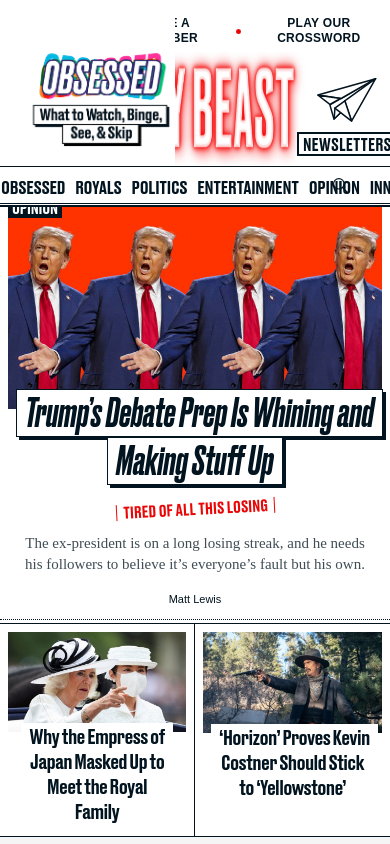 E A
BER
PLAY OUR
CROSSWORD
OBSESSED
What to Watch, Binge,
See, & Skip
Y BEAST
NEWSLETTERS
OBSESSED ROYALS POLITICS ENTERTAINMENT OPINION INN
OPINION
Trump’s Debate Prep Is Whining and
Making Stuff Up
TIRED OF ALL THIS LOSING
The ex-president is on a long losing streak, and he needs
his followers to believe it’s everyone’s fault but his own.
Matt Lewis
Why the Empress of
Japan Masked Up to
Meet the Royal
Family
‘Horizon’ Proves Kevin
Costner Should Stick
to ‘Yellowstone’